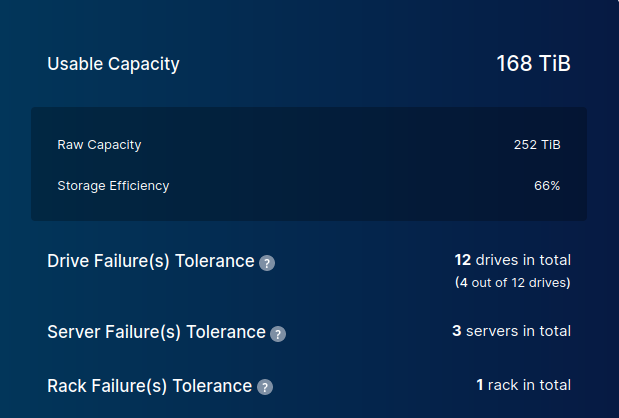 Usable Capacity 168 TiB
Raw Capacity 252 TiB
Storage Efficiency 66%
Drive Failure(s) Tolerance ? 12 drives in total
(4 out of 12 drives)
Server Failure(s) Tolerance ? 3 servers in total
Rack Failure(s) Tolerance ? 1 rack in total